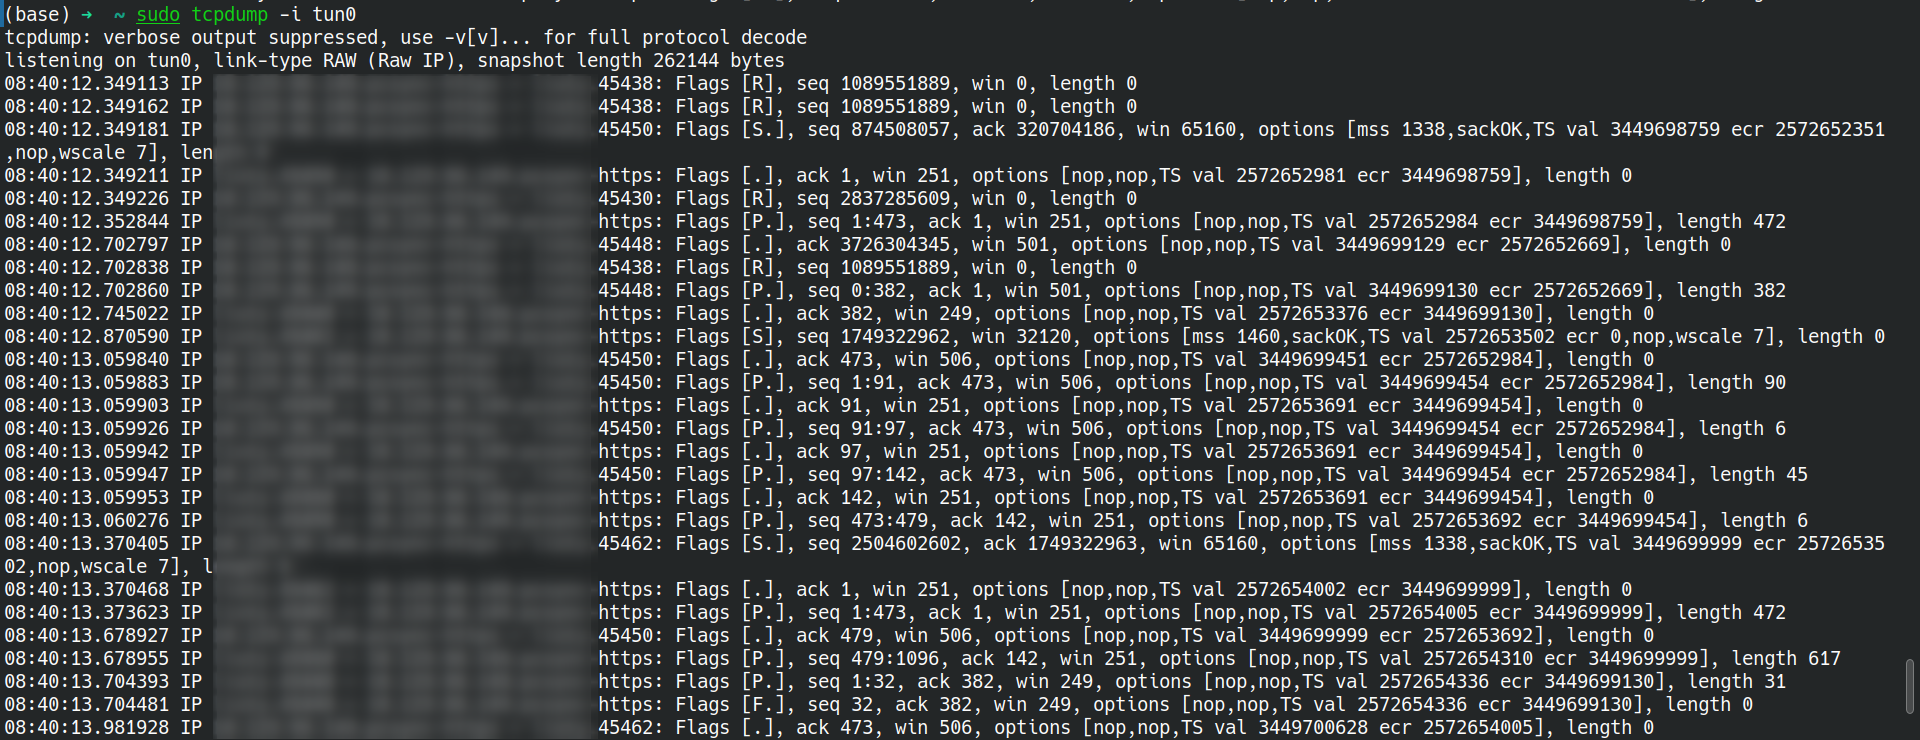 (base) ➜ ~ sudo tcpdump -i tun0
tcpdump: verbose output suppressed, use -v[v]... for full protocol decode
listening on tun0, link-type RAW (Raw IP), snapshot length 262144 bytes
08:40:12.349113 IP 45438: Flags [R], seq 1089551889, win 0, length 0
08:40:12.349162 IP 45438: Flags [R], seq 1089551889, win 0, length 0
08:40:12.349181 IP 45450: Flags [S.], seq 874508057, ack 320704186, win 65160, options [mss 1338,sackOK,TS val 3449698759 ecr 2572652351
,nop,wscale 7], len
08:40:12.349211 IP https: Flags [.], ack 1, win 251, options [nop,nop,TS val 2572652981 ecr 3449698759], length 0
08:40:12.349226 IP 45430: Flags [R], seq 2837285609, win 0, length 0
08:40:12.352844 IP https: Flags [P.], seq 1:473, ack 1, win 251, options [nop,nop,TS val 2572652984 ecr 3449698759], length 472
08:40:12.702797 IP 45448: Flags [.], ack 3726304345, win 501, options [nop,nop,TS val 3449699129 ecr 2572652669], length 0
08:40:12.702838 IP 45438: Flags [R], seq 1089551889, win 0, length 0
08:40:12.702860 IP 45448: Flags [P.], seq 0:382, ack 1, win 501, options [nop,nop,TS val 3449699130 ecr 2572652669], length 382
08:40:12.745022 IP https: Flags [.], ack 382, win 249, options [nop,nop,TS val 2572653376 ecr 3449699130], length 0
08:40:12.870590 IP https: Flags [S], seq 1749322962, win 32120, options [mss 1460,sackOK,TS val 2572653502 ecr 0,nop,wscale 7], length 0
08:40:13.059840 IP 45450: Flags [.], ack 473, win 506, options [nop,nop,TS val 3449699451 ecr 2572652984], length 0
08:40:13.059883 IP 45450: Flags [P.], seq 1:91, ack 473, win 506, options [nop,nop,TS val 3449699454 ecr 2572652984], length 90
08:40:13.059903 IP https: Flags [.], ack 91, win 251, options [nop,nop,TS val 2572653691 ecr 3449699454], length 0
08:40:13.059926 IP 45450: Flags [P.], seq 91:97, ack 473, win 506, options [nop,nop,TS val 3449699454 ecr 2572652984], length 6
08:40:13.059942 IP https: Flags [.], ack 97, win 251, options [nop,nop,TS val 2572653691 ecr 3449699454], length 0
08:40:13.059947 IP 45450: Flags [P.], seq 97:142, ack 473, win 506, options [nop,nop,TS val 3449699454 ecr 2572652984], length 45
08:40:13.059953 IP https: Flags [.], ack 142, win 251, options [nop,nop,TS val 2572653691 ecr 3449699454], length 0
08:40:13.060276 IP https: Flags [P.], seq 473:479, ack 142, win 251, options [nop,nop,TS val 2572653692 ecr 3449699454], length 6
08:40:13.370405 IP 45462: Flags [S.], seq 2504602602, ack 1749322963, win 65160, options [mss 1338,sackOK,TS val 3449699999 ecr 25726535
02,nop,wscale 7], l
08:40:13.370468 IP https: Flags [.], ack 1, win 251, options [nop,nop,TS val 2572654002 ecr 3449699999], length 0
08:40:13.373623 IP https: Flags [P.], seq 1:473, ack 1, win 251, options [nop,nop,TS val 2572654005 ecr 3449699999], length 472
08:40:13.678927 IP 45450: Flags [.], ack 479, win 506, options [nop,nop,TS val 3449699999 ecr 2572653692], length 0
08:40:13.678955 IP https: Flags [P.], seq 479:1096, ack 142, win 251, options [nop,nop,TS val 2572654310 ecr 3449699999], length 617
08:40:13.704393 IP https: Flags [P.], seq 1:32, ack 382, win 249, options [nop,nop,TS val 2572654336 ecr 3449699130], length 31
08:40:13.704481 IP https: Flags [F.], seq 32, ack 382, win 249, options [nop,nop,TS val 2572654336 ecr 3449699130], length 0
08:40:13.981928 IP 45462: Flags [.], ack 473, win 506, options [nop,nop,TS val 3449700628 ecr 2572654005], length 0